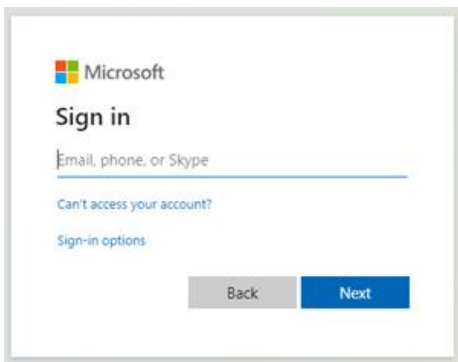 Microsoft
Sign in
Email, phone, or Skype
Can't access your account?
Sign-in options
Back Next